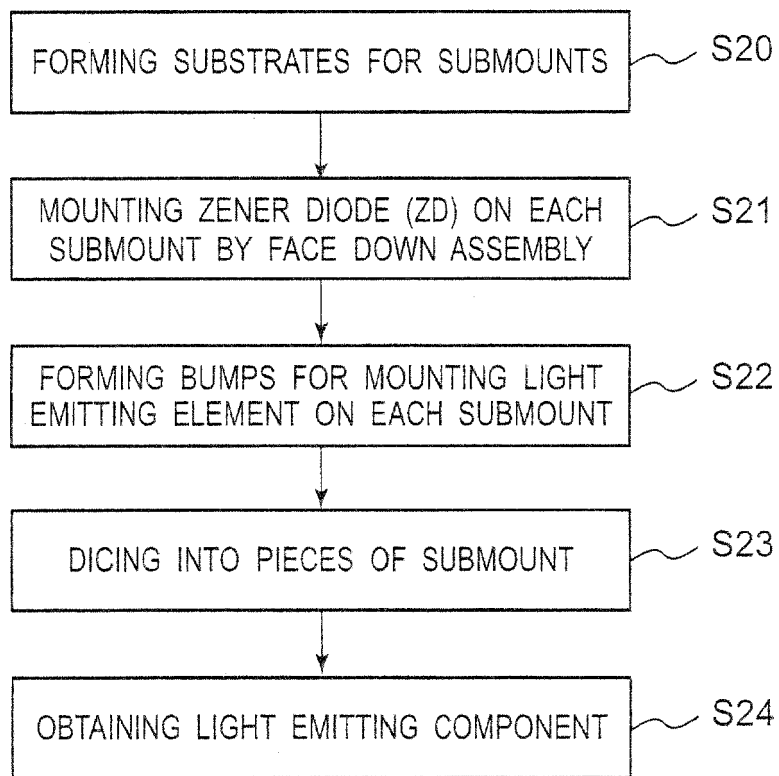 FORMING SUBSTRATES FOR SUBMOUNTS
S20
MOUNTING ZENER DIODE (ZD) ON EACH
SUBMOUNT BY FACE DOWN ASSEMBLY
S21
FORMING BUMPS FOR MOUNTING LIGHT
EMITTING ELEMENT ON EACH SUBMOUNT
S22
DICING INTO PIECES OF SUBMOUNT
S23
OBTAINING LIGHT EMITTING COMPONENT
S24